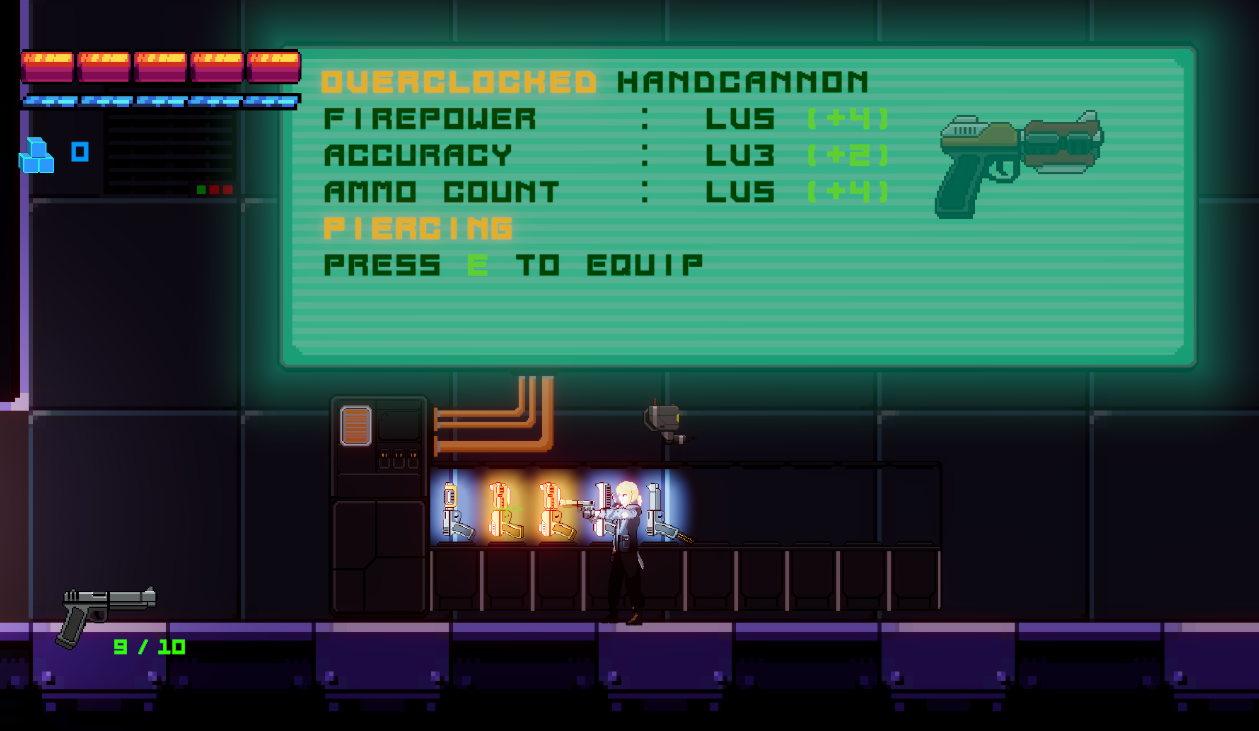 OVERCLOCKED HANDCANNON
FIREPOWER : LV5 (+4)
ACCURACY : LV3 (+2)
AMMO COUNT : LV5 (+4)
PIERCING
PRESS E TO EQUIP
0
9 / 10